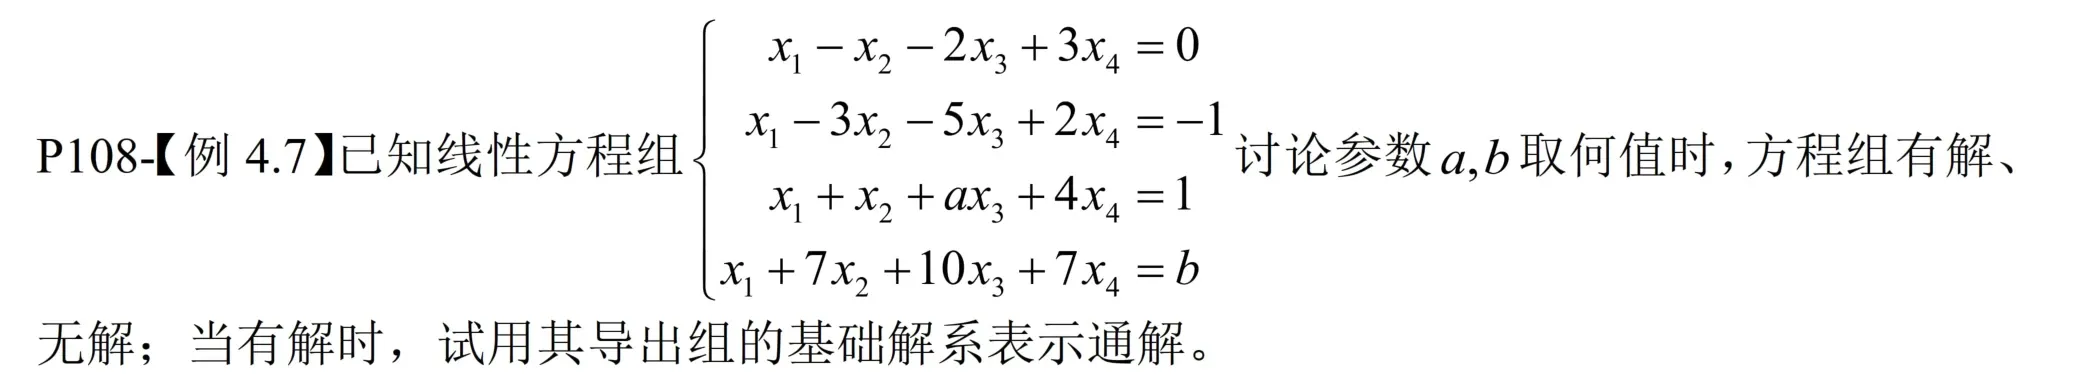 P108-【例 4.7】已知线性方程组 { x₁ − x₂ − 2x₃ + 3x₄ = 0
x₁ − 3x₂ − 5x₃ + 2x₄ = −1
x₁ + x₂ + ax₃ + 4x₄ = 1
x₁ + 7x₂ + 10x₃ + 7x₄ = b
讨论参数 a,b 取何值时，方程组有解、
无解；当有解时，试用其导出组的基础解系表示通解。